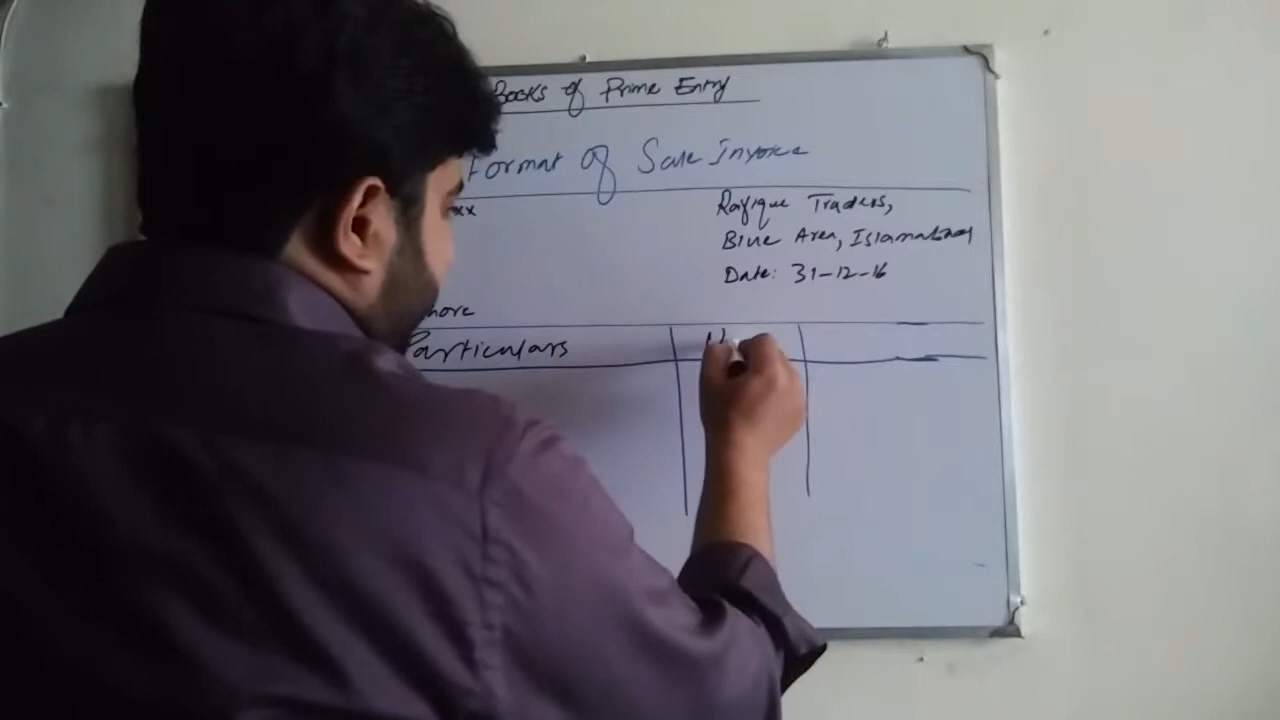 Books of Prime Entry
Format of Sale Invoice
xx
Rafique Traders,
Blue Area, Islamabad
Date: 31-12-16
hore
Particulars